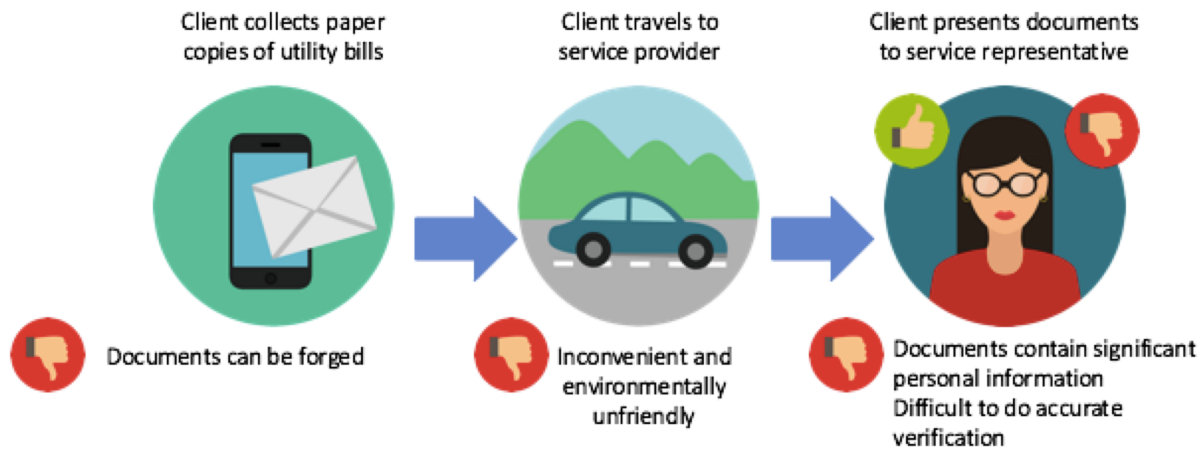 Client collects paper
copies of utility bills
Client travels to
service provider
Client presents documents
to service representative
Documents can be forged
Inconvenient and
environmentally
unfriendly
Documents contain significant
personal information
Difficult to do accurate
verification